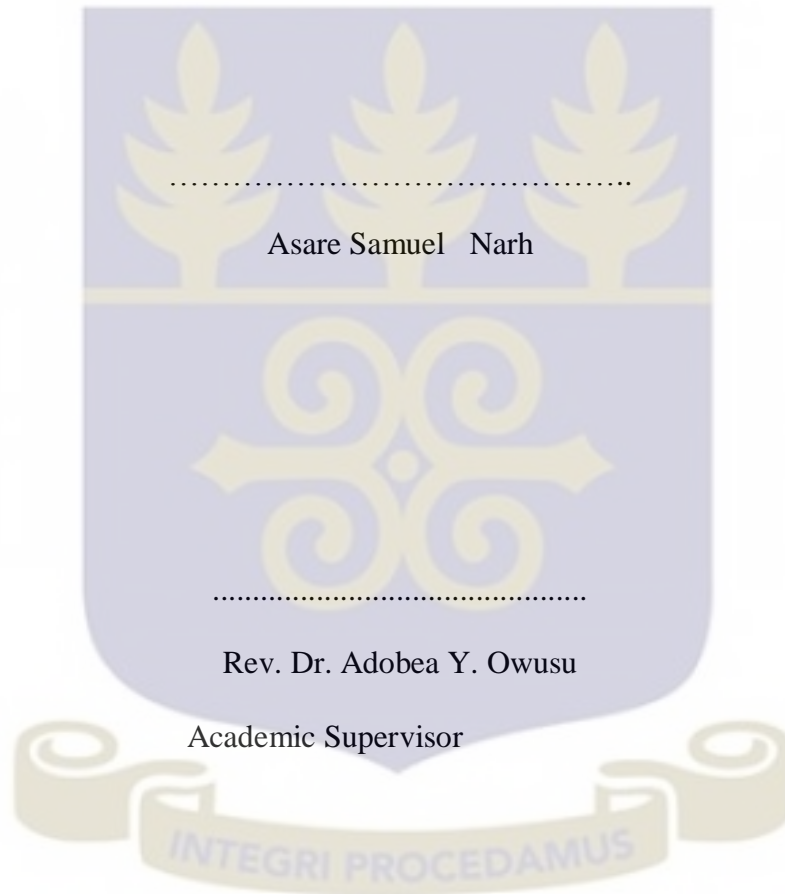 …………………………………………..
Asare Samuel Narh
...............................................
Rev. Dr. Adobea Y. Owusu
Academic Supervisor
INTEGRI PROCEDAMUS